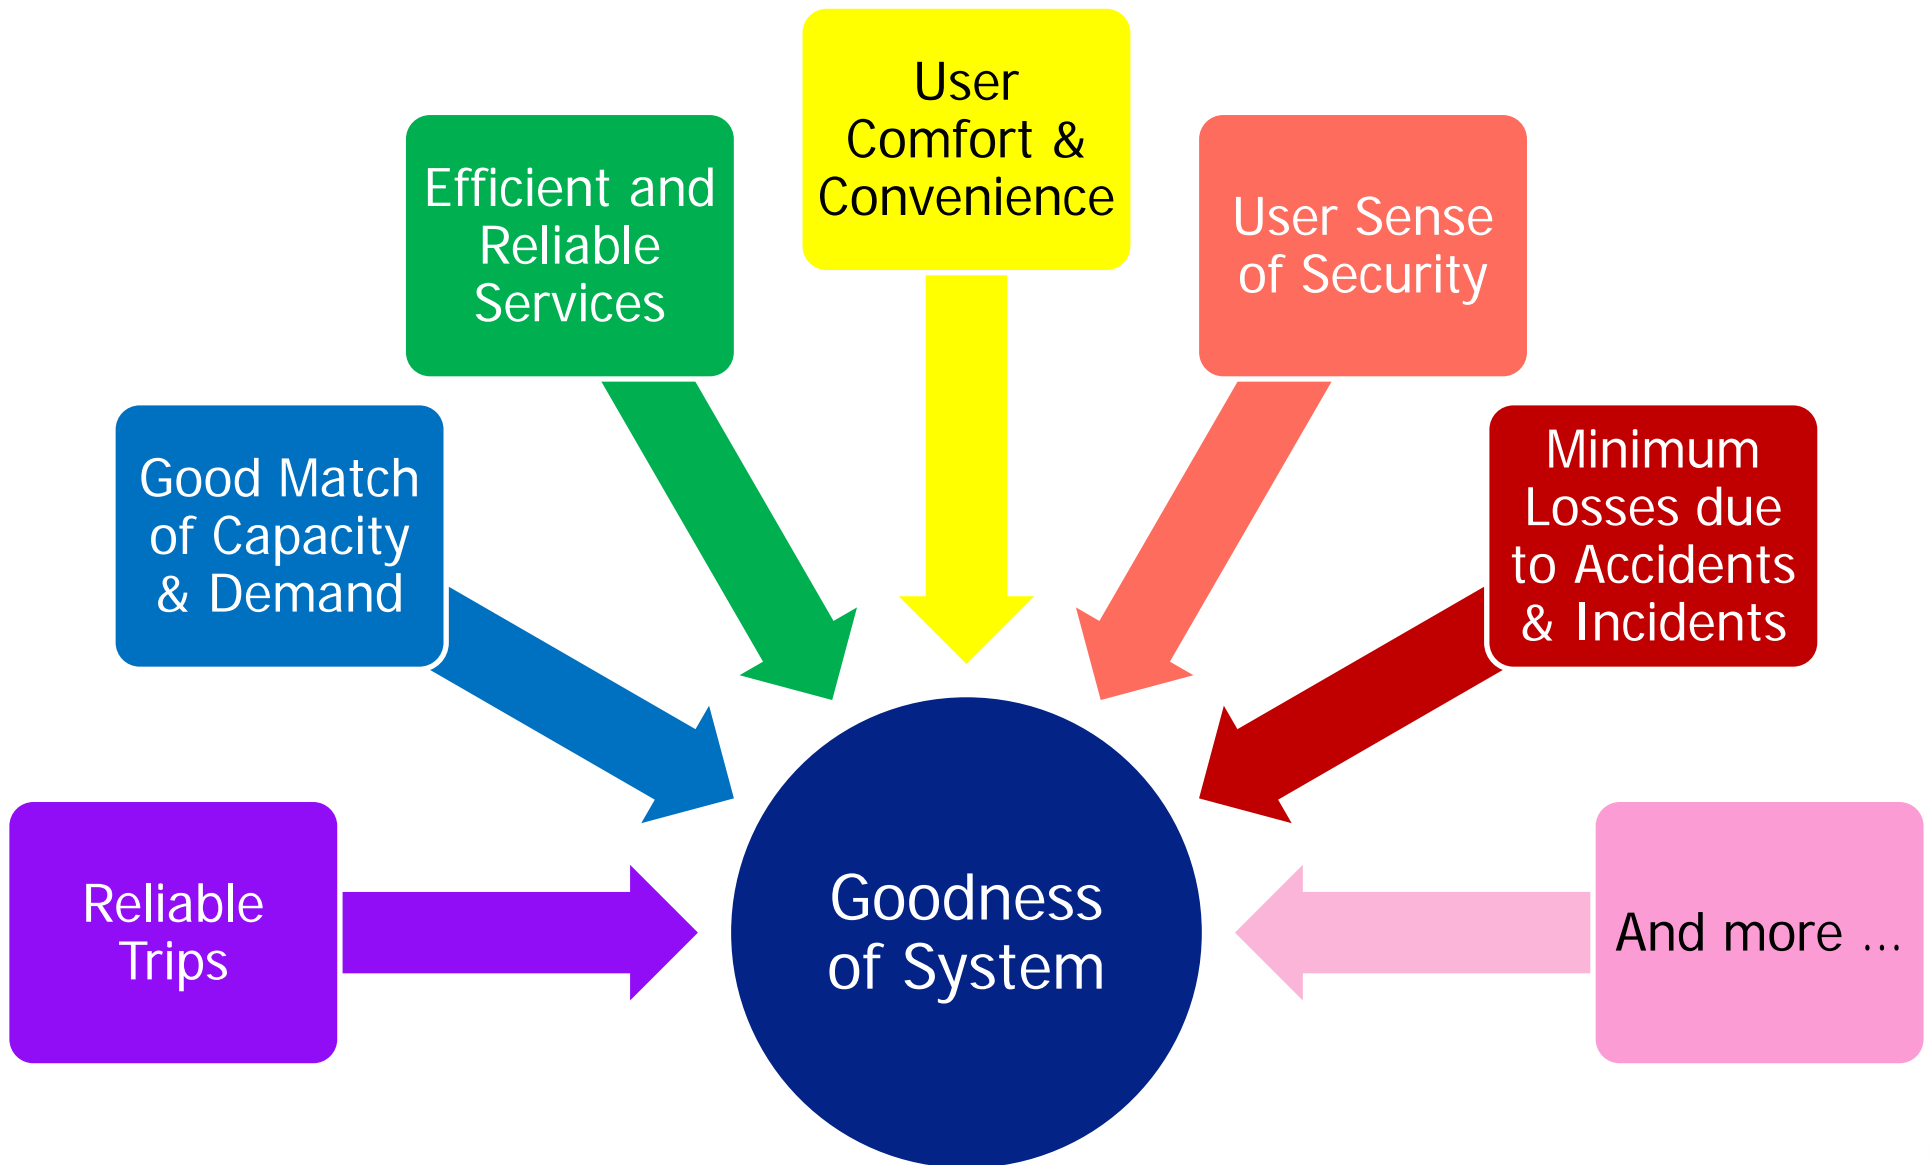 Reliable
Trips
Good Match
of Capacity
& Demand
Efficient and
Reliable
Services
User
Comfort &
Convenience
User Sense
of Security
Minimum
Losses due
to Accidents
& Incidents
And more ...
Goodness
of System